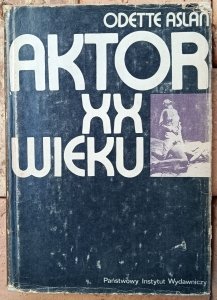 ODETTE ASLAN
AKTOR
XX
WIEKU
Państwowy Instytut Wydawniczy